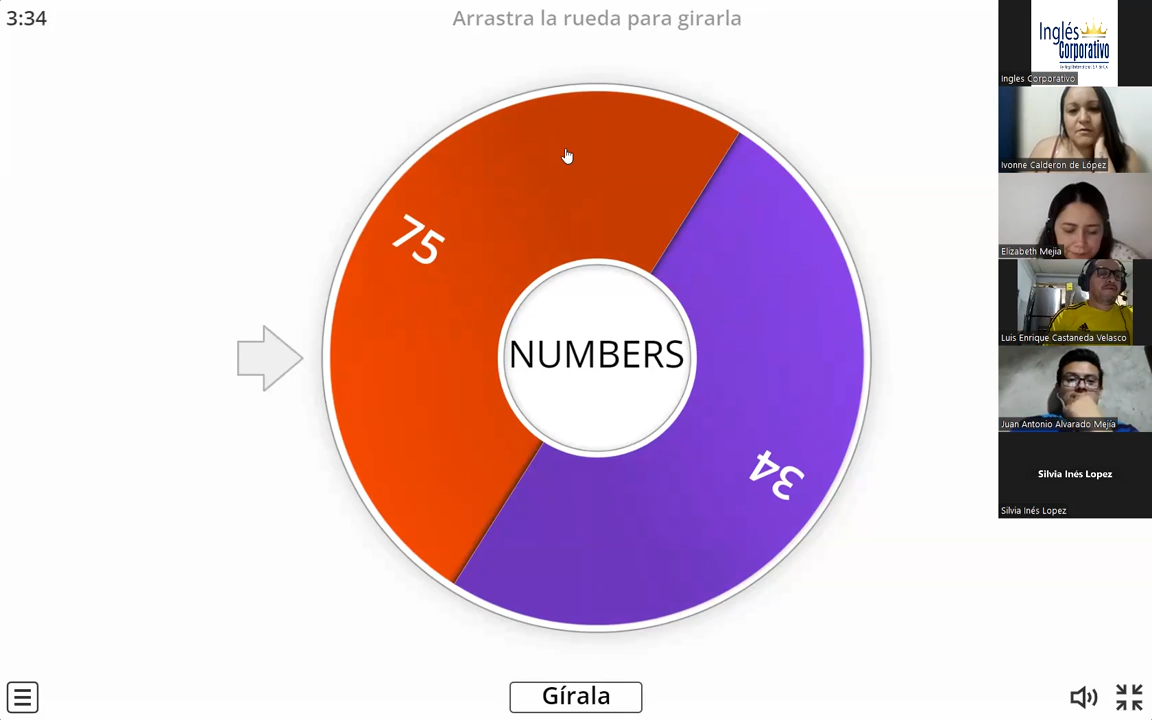 3:34
Arrastra la rueda para girarla
75
NUMBERS
34
Gírala
Inglés
Corporativo
Ingles Corporativo
Ivonne Calderon de López
Elizabeth Mejia
Luis Enrique Castaneda Velasco
Juan Antonio Alvarado Mejía
Silvia Inés Lopez
Silvia Inés Lopez